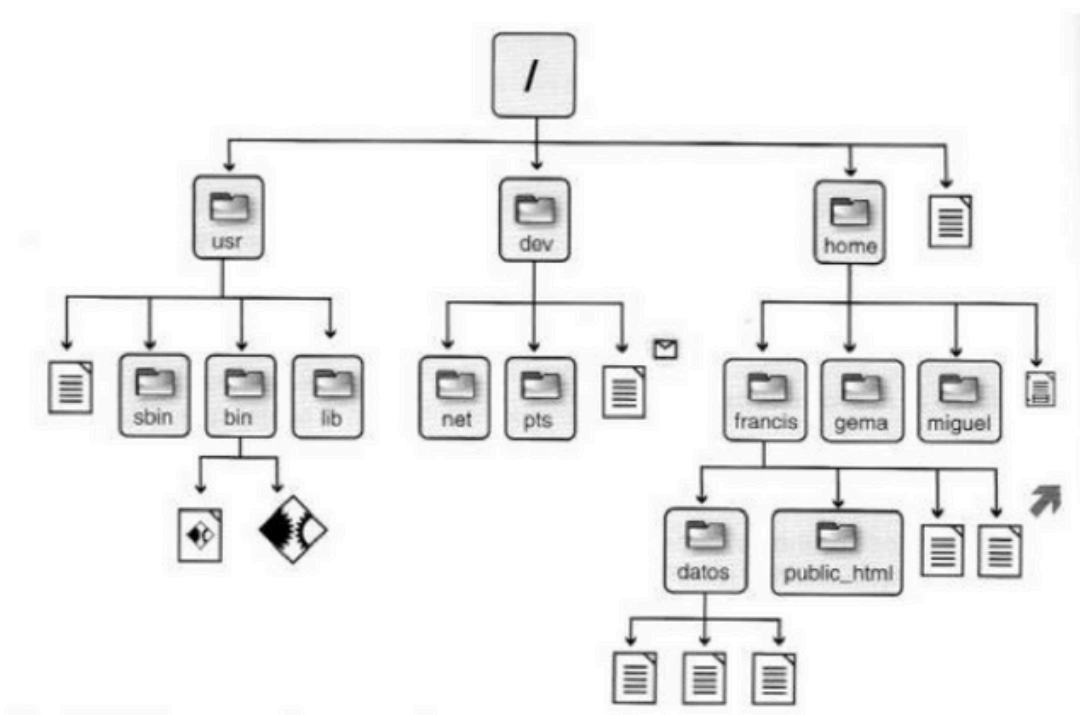 /
usr
dev
home
sbin
bin
lib
net
pts
francis
gema
miguel
datos
public_html